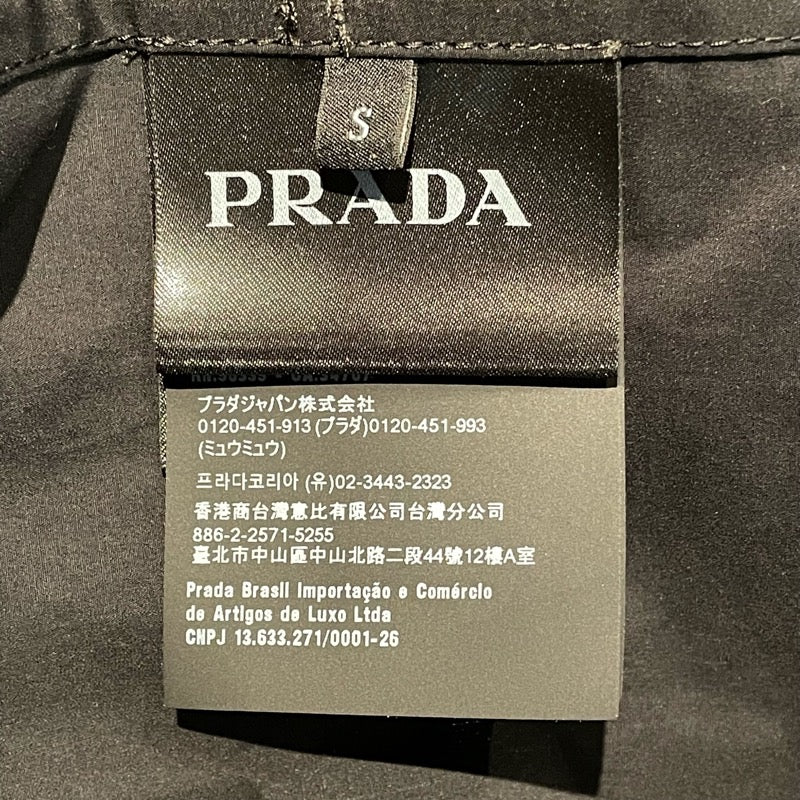 S
PRADA
プラダジャパン株式会社
0120-451-913 (プラダ)0120-451-993
(ミュウミュウ)
프라다코리아 (유)02-3443-2323
香港商台灣惠比有限公司台灣分公司
886-2-2571-5255
臺北市中山區中山北路二段44號12樓A室
Prada Brasil Importação e Comércio
de Artigos de Luxo Ltda
CNPJ 13.633.271/0001-26